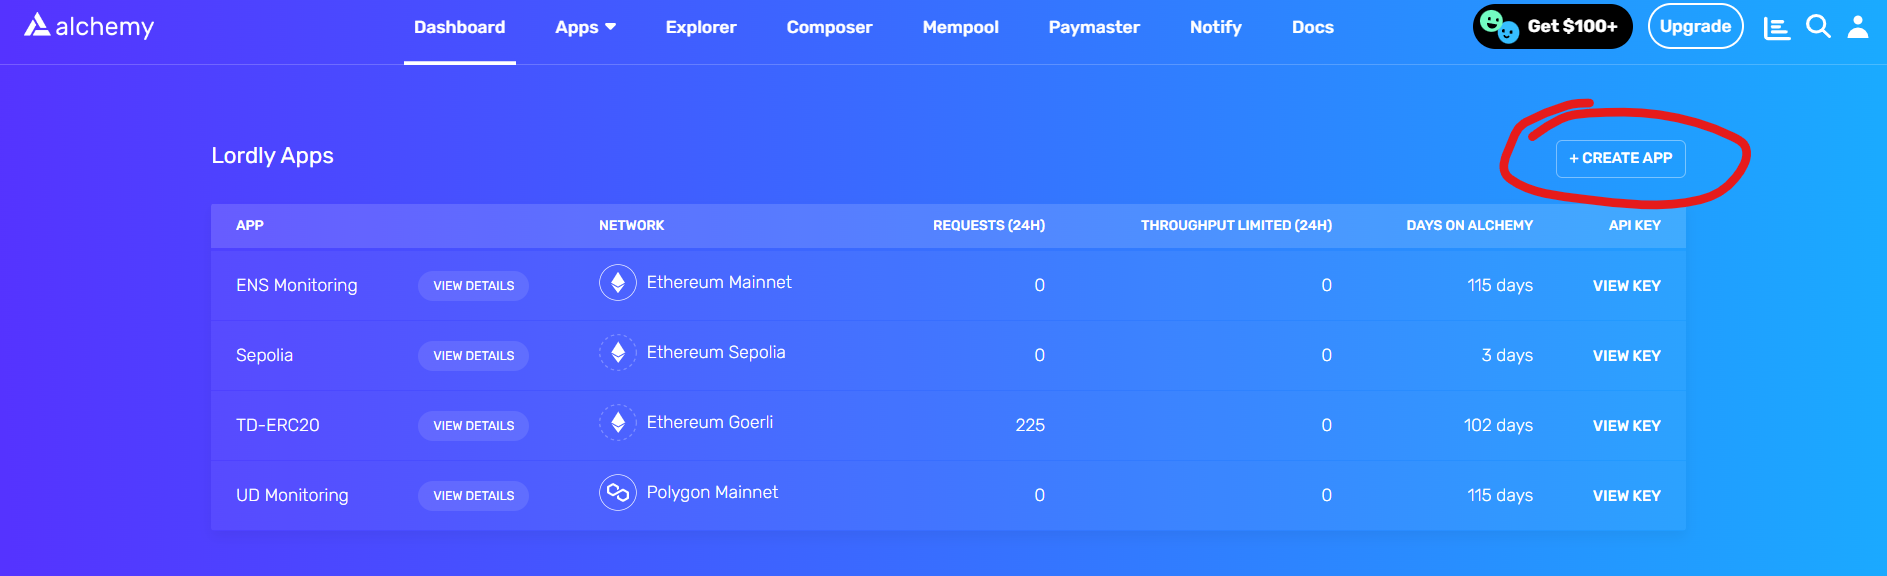 alchemy Dashboard Apps Explorer Composer Mempool Paymaster Notify Docs Get $100+ Upgrade
Lordly Apps
+ CREATE APP
APP NETWORK REQUESTS (24H) THROUGHPUT LIMITED (24H) DAYS ON ALCHEMY API KEY
ENS Monitoring VIEW DETAILS Ethereum Mainnet 0 0 115 days VIEW KEY
Sepolia VIEW DETAILS Ethereum Sepolia 0 0 3 days VIEW KEY
TD-ERC20 VIEW DETAILS Ethereum Goerli 225 0 102 days VIEW KEY
UD Monitoring VIEW DETAILS Polygon Mainnet 0 0 115 days VIEW KEY